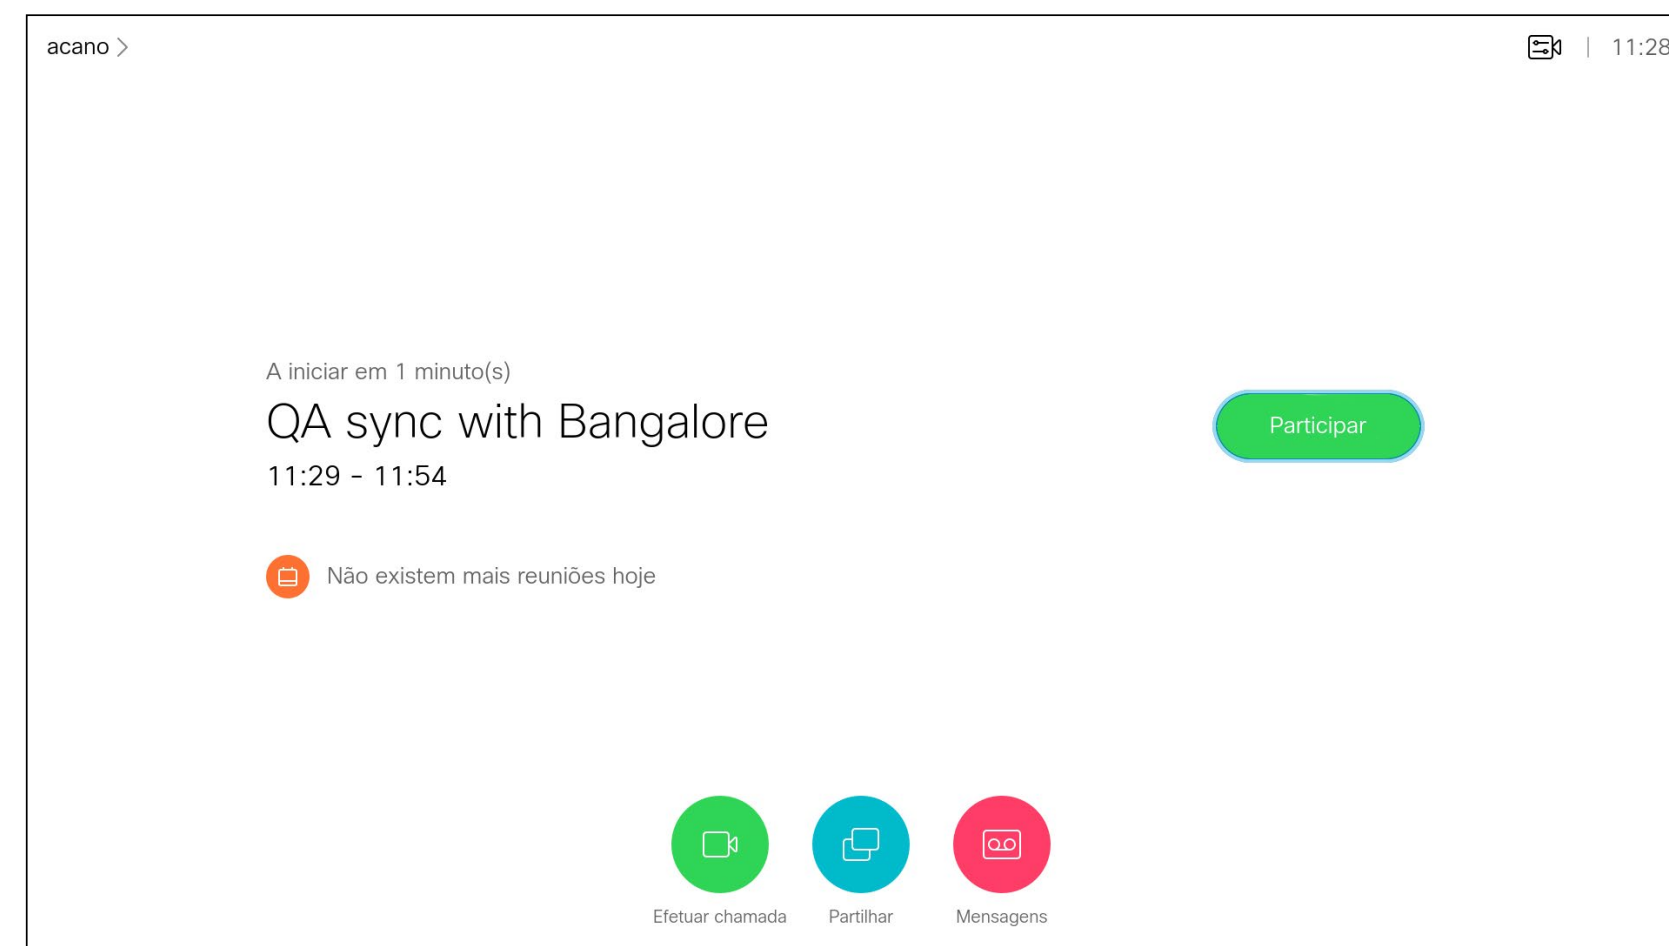 acano
11:28
A iniciar em 1 minuto(s)
QA sync with Bangalore
11:29 - 11:54
Participar
Não existem mais reuniões hoje
Efetuar chamada
Partilhar
Mensagens